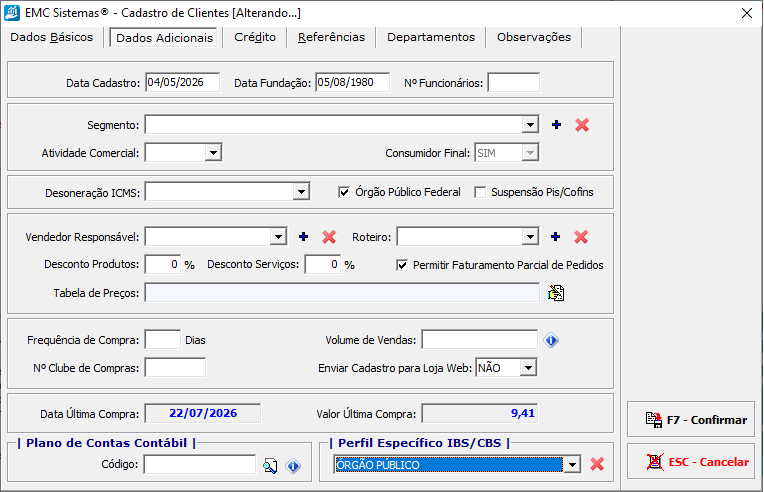 EMC Sistemas® - Cadastro de Clientes [Alterando...]
Dados Básicos Dados Adicionais Crédito Referências Departamentos Observações
Data Cadastro: 04/05/2026 Data Fundação: 05/08/1980 Nº Funcionários:
Segmento:
Atividade Comercial: Consumidor Final: SIM
Desoneração ICMS: Órgão Público Federal Suspensão Pis/Cofins
Vendedor Responsável: Roteiro:
Desconto Produtos: 0 % Desconto Serviços: 0 % Permitir Faturamento Parcial de Pedidos
Tabela de Preços:
Frequência de Compra: Dias Volume de Vendas:
Nº Clube de Compras: Enviar Cadastro para Loja Web: NÃO
Data Última Compra: 22/07/2026 Valor Última Compra: 9,41
| Plano de Contas Contábil | | Perfil Específico IBS/CBS |
Código: ÓRGÃO PÚBLICO
F7 - Confirmar
ESC - Cancelar